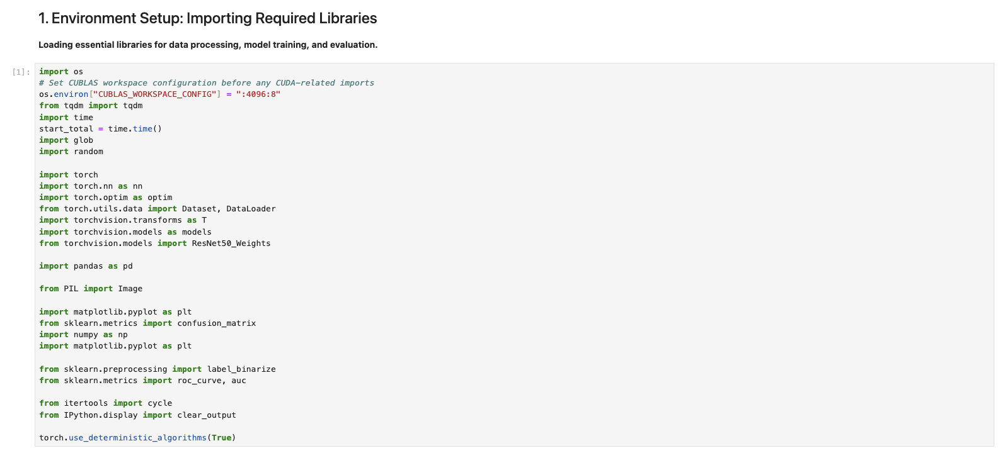 1. Environment Setup: Importing Required Libraries
Loading essential libraries for data processing, model training, and evaluation.
[1]:
import os
# Set CUBLAS workspace configuration before any CUDA-related imports
os.environ["CUBLAS_WORKSPACE_CONFIG"] = ":4096:8"
from tqdm import tqdm
import time
start_total = time.time()
import glob
import random
import torch
import torch.nn as nn
import torch.optim as optim
from torch.utils.data import Dataset, DataLoader
import torchvision.transforms as T
import torchvision.models as models
from torchvision.models import ResNet50_Weights
import pandas as pd
from PIL import Image
import matplotlib.pyplot as plt
from sklearn.metrics import confusion_matrix
import numpy as np
import matplotlib.pyplot as plt
from sklearn.preprocessing import label_binarize
from sklearn.metrics import roc_curve, auc
from itertools import cycle
from IPython.display import clear_output
torch.use_deterministic_algorithms(True)